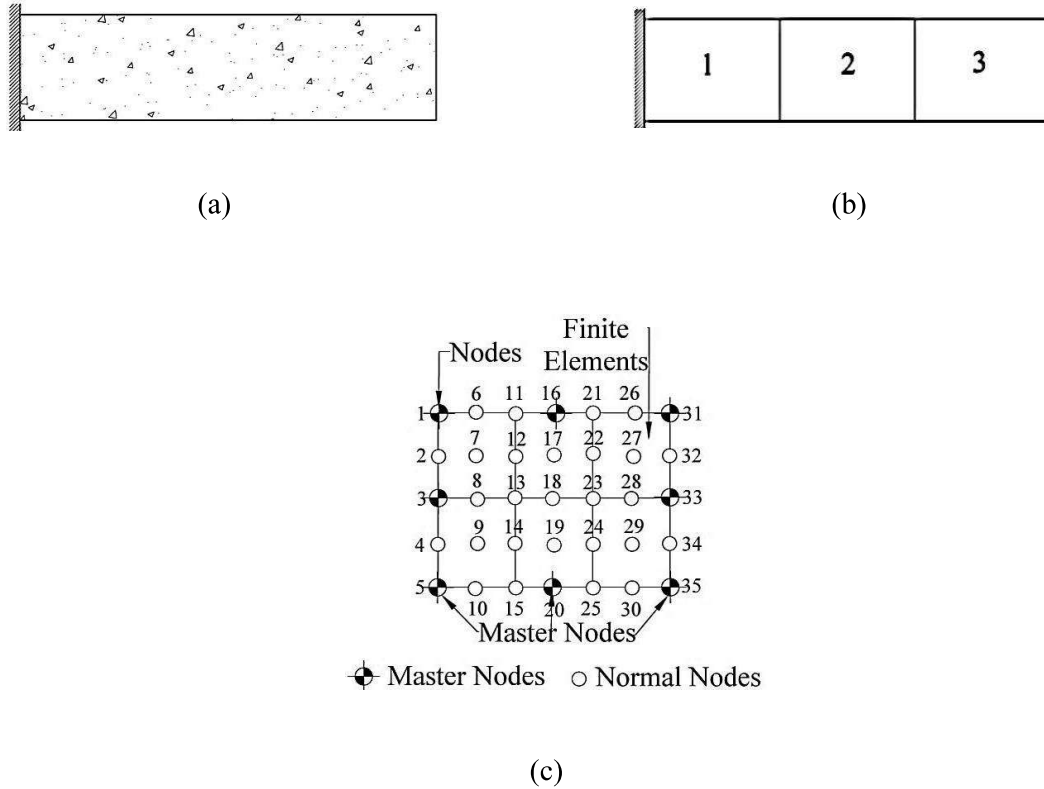 1 2 3
(a) (b)
Finite
Elements
Nodes
6 11 16 21 26
1 31
7 12 17 22 27
2 32
8 13 18 23 28
3 33
9 14 19 24 29
4 34
5 35
10 15 20 25 30
Master Nodes
Master Nodes Normal Nodes
(c)